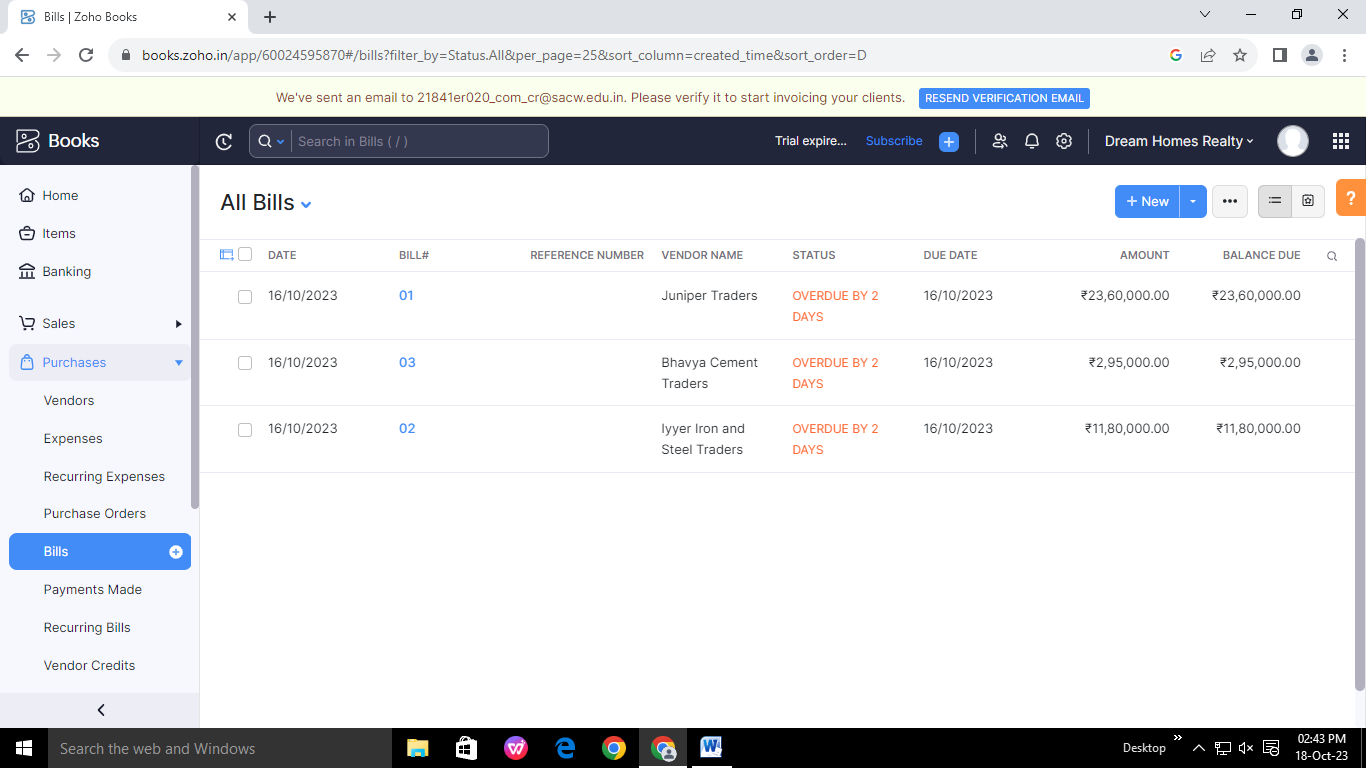 Bills | Zoho Books
books.zoho.in/app/60024595870#/bills?filter_by=Status.All&per_page=25&sort_column=created_time&sort_order=D
We've sent an email to 21841er020_com_cr@sacw.edu.in. Please verify it to start invoicing your clients. RESEND VERIFICATION EMAIL
Books
Search in Bills ( / )
Trial expire... Subscribe
Dream Homes Realty
Home
Items
Banking
Sales
Purchases
Vendors
Expenses
Recurring Expenses
Purchase Orders
Bills
Payments Made
Recurring Bills
Vendor Credits
All Bills
+ New
?
DATE BILL# REFERENCE NUMBER VENDOR NAME STATUS DUE DATE AMOUNT BALANCE DUE
16/10/2023 01 Juniper Traders OVERDUE BY 2 16/10/2023 ₹23,60,000.00 ₹23,60,000.00
DAYS
16/10/2023 03 Bhavya Cement OVERDUE BY 2 16/10/2023 ₹2,95,000.00 ₹2,95,000.00
Traders DAYS
16/10/2023 02 Iyyer Iron and OVERDUE BY 2 16/10/2023 ₹11,80,000.00 ₹11,80,000.00
Steel Traders DAYS
Search the web and Windows
Desktop
02:43 PM
18-Oct-23